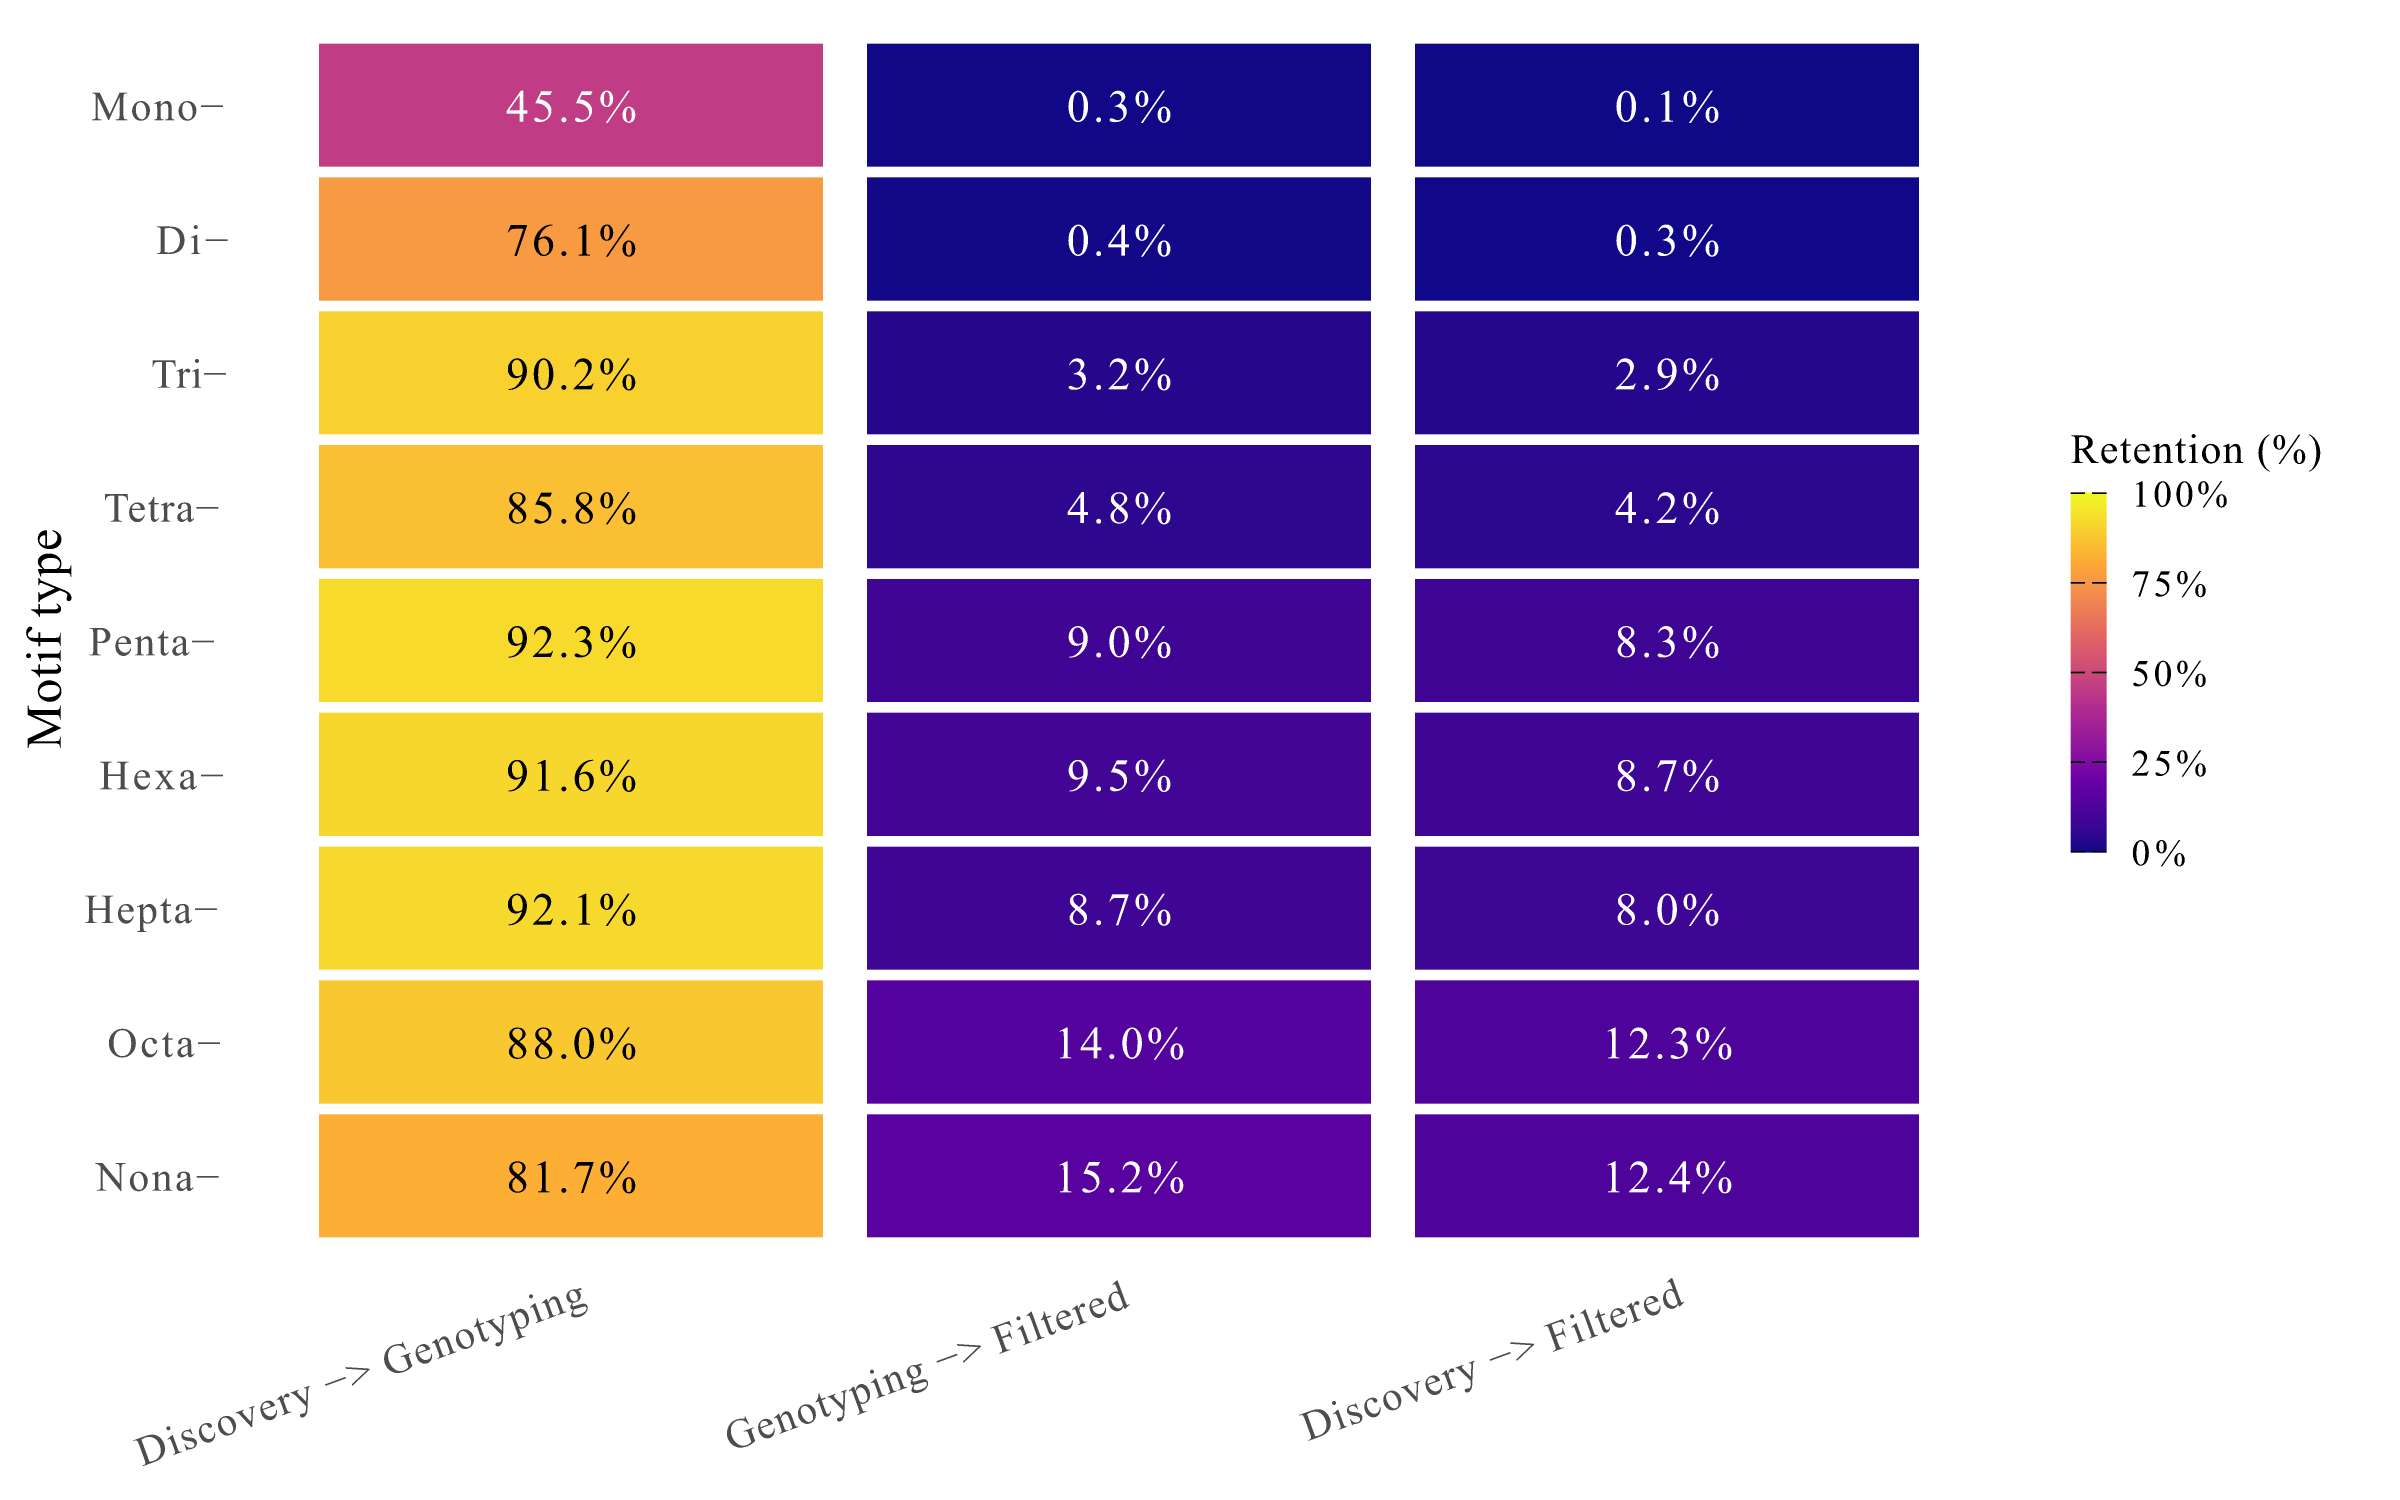 Motif type
Mono 45.5% 0.3% 0.1%
Di 76.1% 0.4% 0.3%
Tri 90.2% 3.2% 2.9%
Tetra 85.8% 4.8% 4.2%
Penta 92.3% 9.0% 8.3%
Hexa 91.6% 9.5% 8.7%
Hepta 92.1% 8.7% 8.0%
Octa 88.0% 14.0% 12.3%
Nona 81.7% 15.2% 12.4%
Discovery –> Genotyping
Genotyping –> Filtered
Discovery –> Filtered
Retention (%)
100%
75%
50%
25%
0%